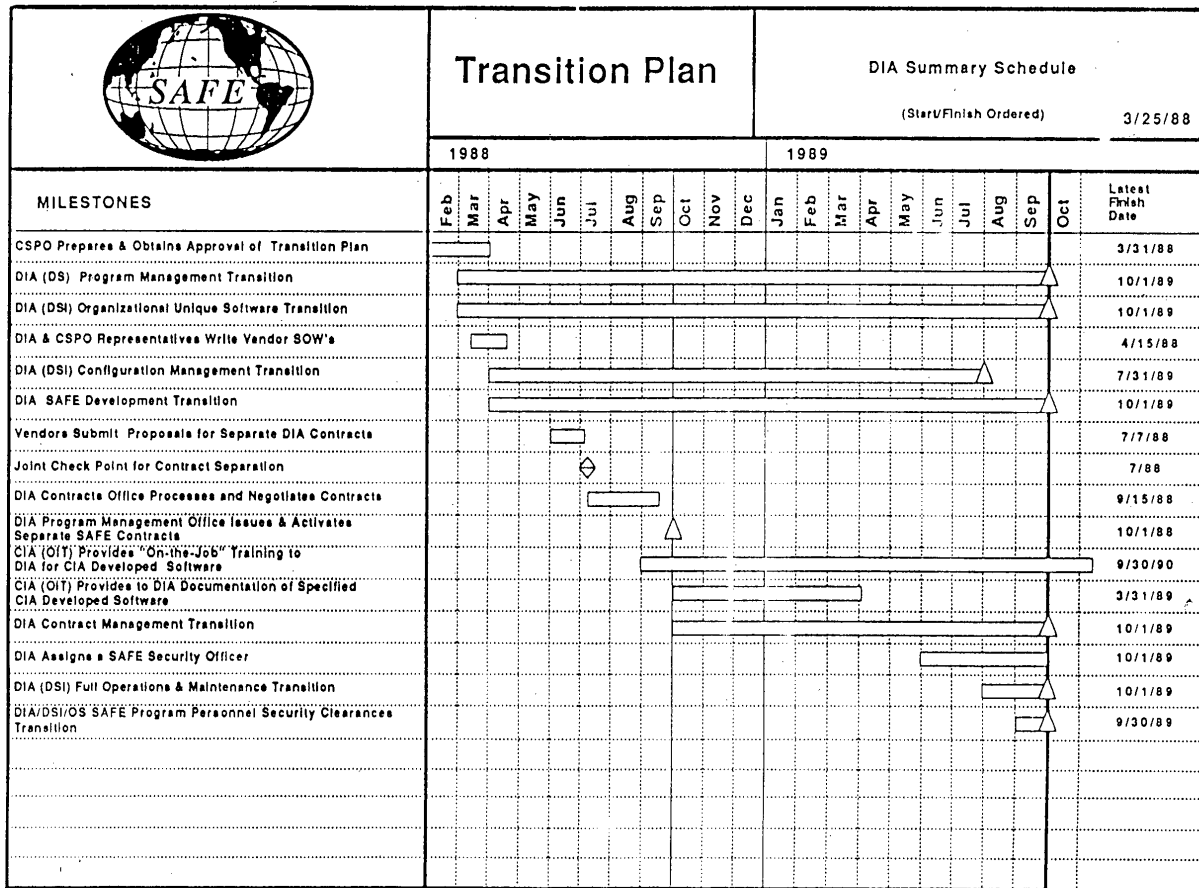 SAFE
Transition Plan
DIA Summary Schedule
(Start/Finish Ordered)
3/25/88
1988
1989
MILESTONES
Feb Mar Apr May Jun Jul Aug Sep Oct Nov Dec Jan Feb Mar Apr May Jun Jul Aug Sep Oct
Latest
Finish
Date
CSPO Prepares & Obtains Approval of Transition Plan 3/31/88
DIA (DS) Program Management Transition 10/1/89
DIA (DSI) Organizational Unique Software Transition 10/1/89
DIA & CSPO Representatives Write Vendor SOW's 4/15/88
DIA (DSI) Configuration Management Transition 7/31/89
DIA SAFE Development Transition 10/1/89
Vendors Submit Proposals for Separate DIA Contracts 7/7/88
Joint Check Point for Contract Separation 7/88
DIA Contracts Office Processes and Negotiates Contracts 9/15/88
DIA Program Management Office Issues & Activates
Separate SAFE Contracts 10/1/88
CIA (OIT) Provides "On-the-Job" Training to
DIA for CIA Developed Software 9/30/90
CIA (OIT) Provides to DIA Documentation of Specified
CIA Developed Software 3/31/89
DIA Contract Management Transition 10/1/89
DIA Assigns a SAFE Security Officer 10/1/89
DIA (DSI) Full Operations & Maintenance Transition 10/1/89
DIA/DSI/OS SAFE Program Personnel Security Clearances
Transition 9/30/89